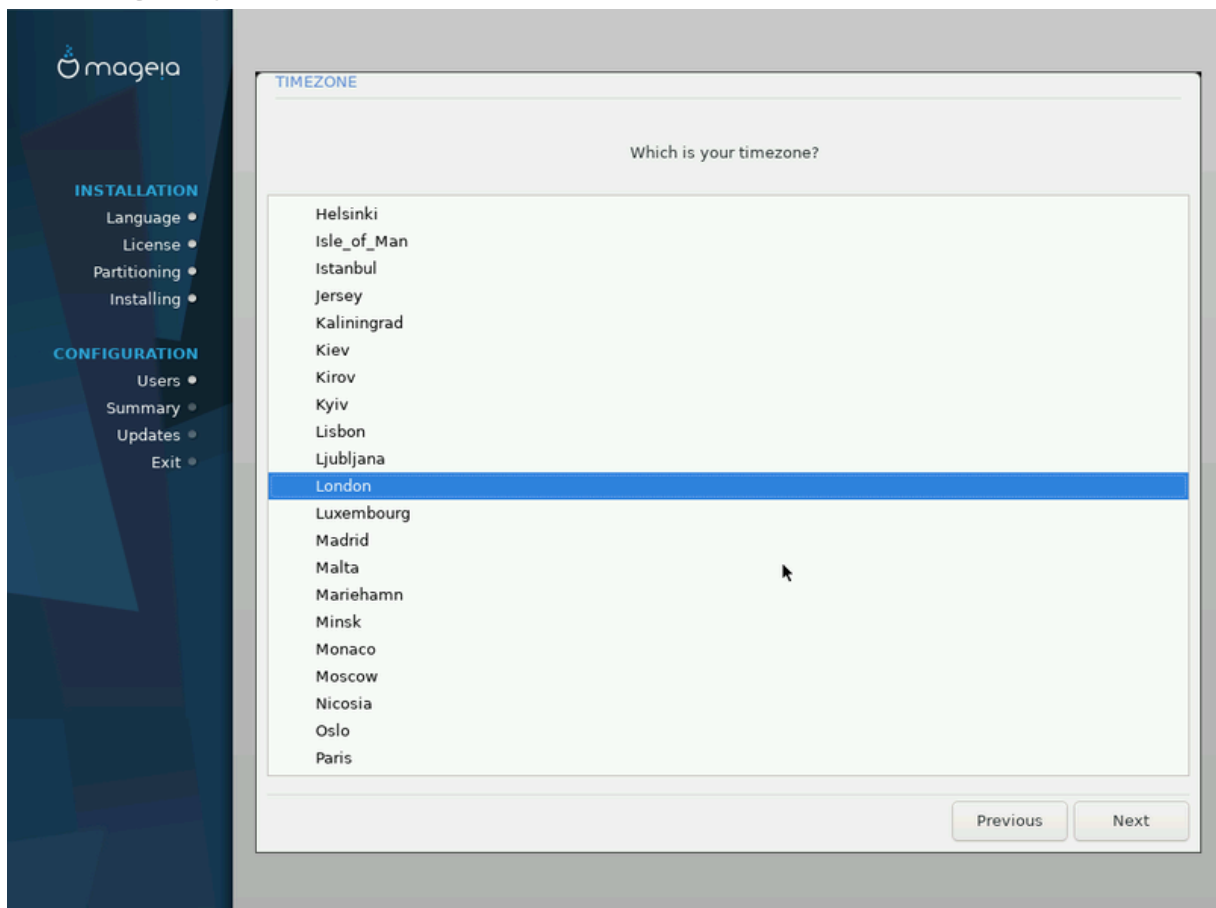 mageia
INSTALLATION
Language
License
Partitioning
Installing
CONFIGURATION
Users
Summary
Updates
Exit
TIMEZONE
Which is your timezone?
Helsinki
Isle_of_Man
Istanbul
Jersey
Kaliningrad
Kiev
Kirov
Kyiv
Lisbon
Ljubljana
London
Luxembourg
Madrid
Malta
Mariehamn
Minsk
Monaco
Moscow
Nicosia
Oslo
Paris
Previous Next